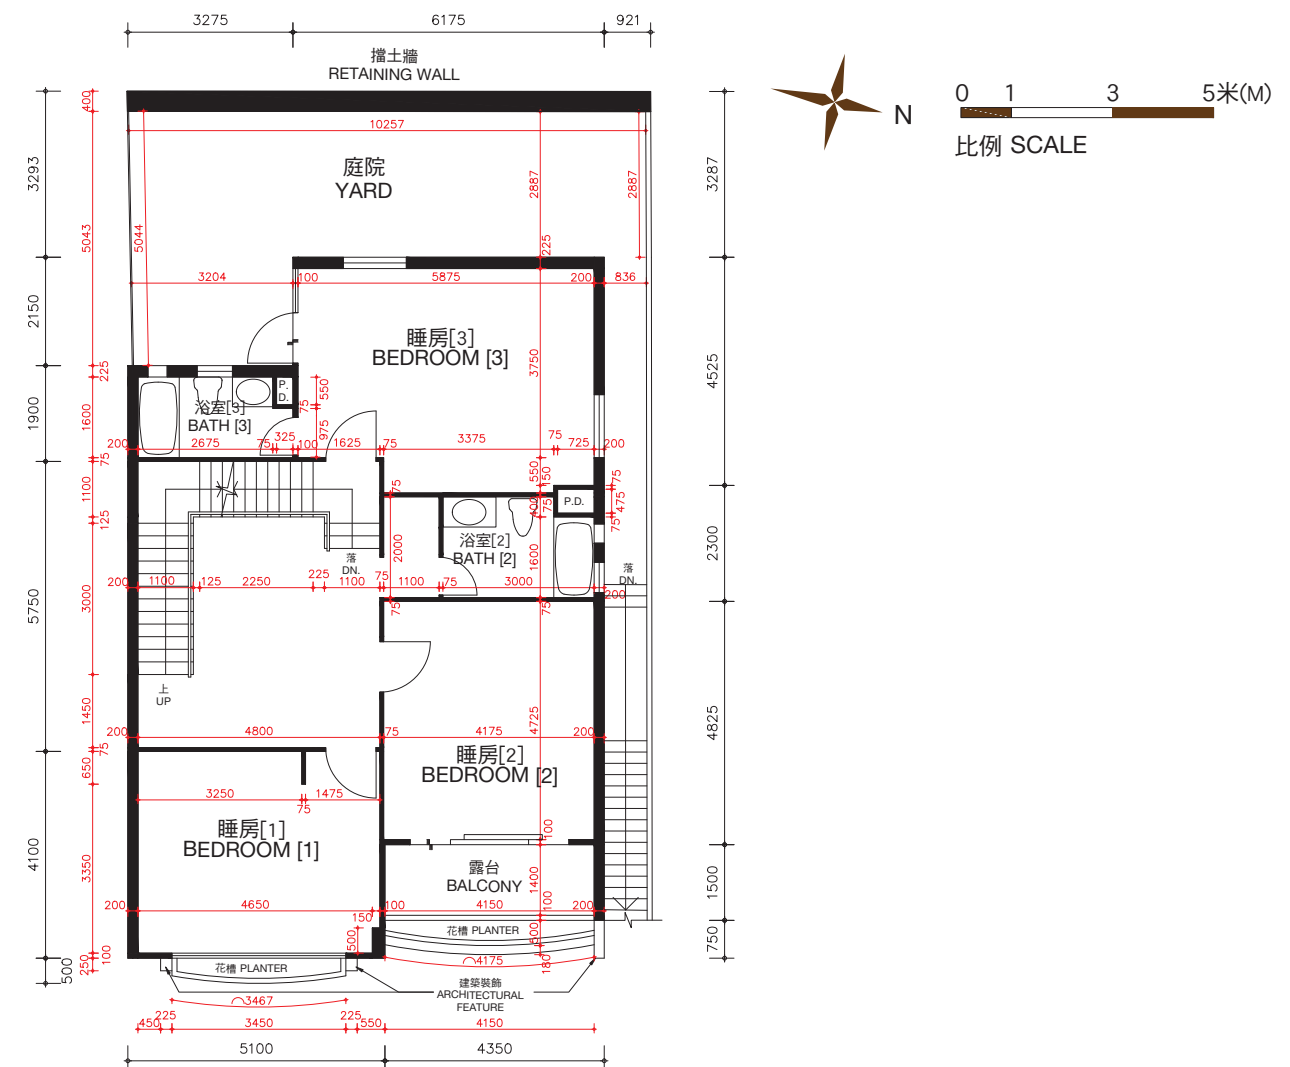 3275 6175 921
擋土牆
RETAINING WALL
N
0 1 3 5米(M)
比例 SCALE
400
10257
3293
5043
5044
庭院
YARD
2887
2887
3287
225
3204 100 5875 200 836
2150
睡房[3]
BEDROOM [3]
3750
4525
225
1900
1600
P.
D.
550
75
浴室[3]
BATH [3]
975
200 2675 75 325 100 1625 75 3375 75 725 200
75
1100
125
75
550
150
75
400
75
475
75
P.D.
浴室[2]
BATH [2]
2000
1600
2300
落
DN.
落
DN.
200 1100 125 2250 225 1100 75 1100 75 3000 200
5750
3000
75
75
上
UP
1450
4725
4825
200 4800 75 4175 200
75
650
睡房[2]
BEDROOM [2]
3250 1475
75
睡房[1]
BEDROOM [1]
100
4100
3350
露台
BALCONY
1400
100
1500
200 4650 150 100 4150 200
500
花槽 PLANTER
500
180
750
4175
100
250
500
花槽 PLANTER
建築裝飾
ARCHITECTURAL
FEATURE
3467
450 225 3450 225 550 4150
5100 4350